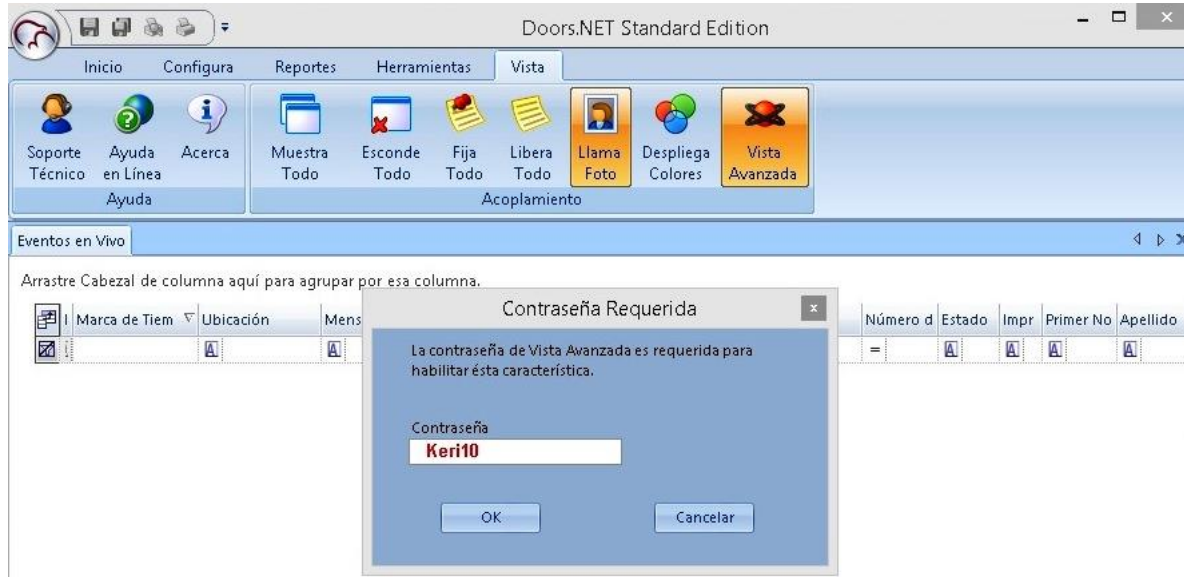 Doors.NET Standard Edition
Inicio Configura Reportes Herramientas Vista
Soporte Técnico
Ayuda en Línea
Acerca
Muestra Todo
Esconde Todo
Fija Todo
Libera Todo
Llama Foto
Despliega Colores
Vista Avanzada
Ayuda Acoplamiento
Eventos en Vivo
Arrastre Cabezal de columna aquí para agrupar por esa columna.
I Marca de Tiem Ubicación Mens Número d Estado Impr Primer No Apellido
A A = A A A A
Contraseña Requerida
La contraseña de Vista Avanzada es requerida para
habilitar ésta característica.
Contraseña
Keri10
OK Cancelar